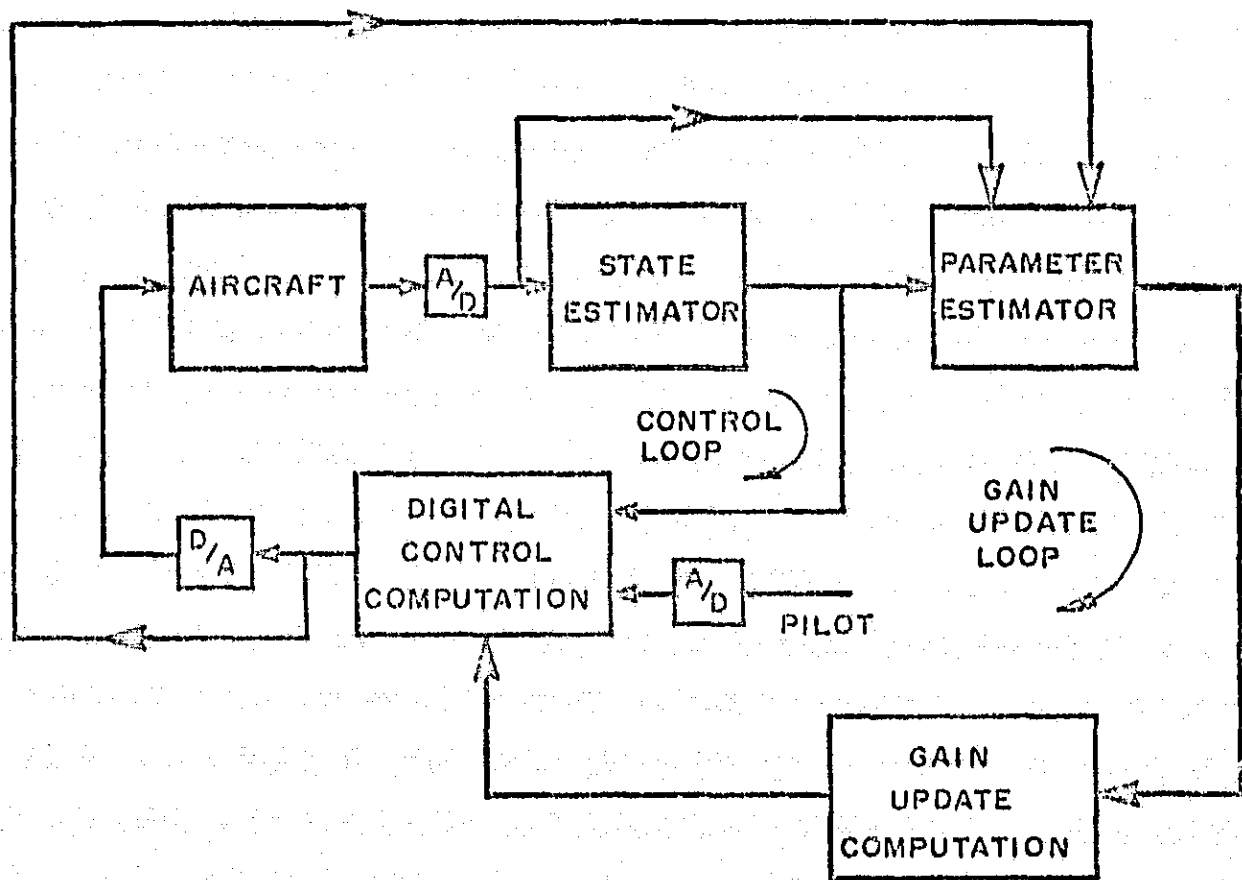 AIRCRAFT
A/D
STATE
ESTIMATOR
PARAMETER
ESTIMATOR
CONTROL
LOOP
GAIN
UPDATE
LOOP
D/A
DIGITAL
CONTROL
COMPUTATION
A/D
PILOT
GAIN
UPDATE
COMPUTATION